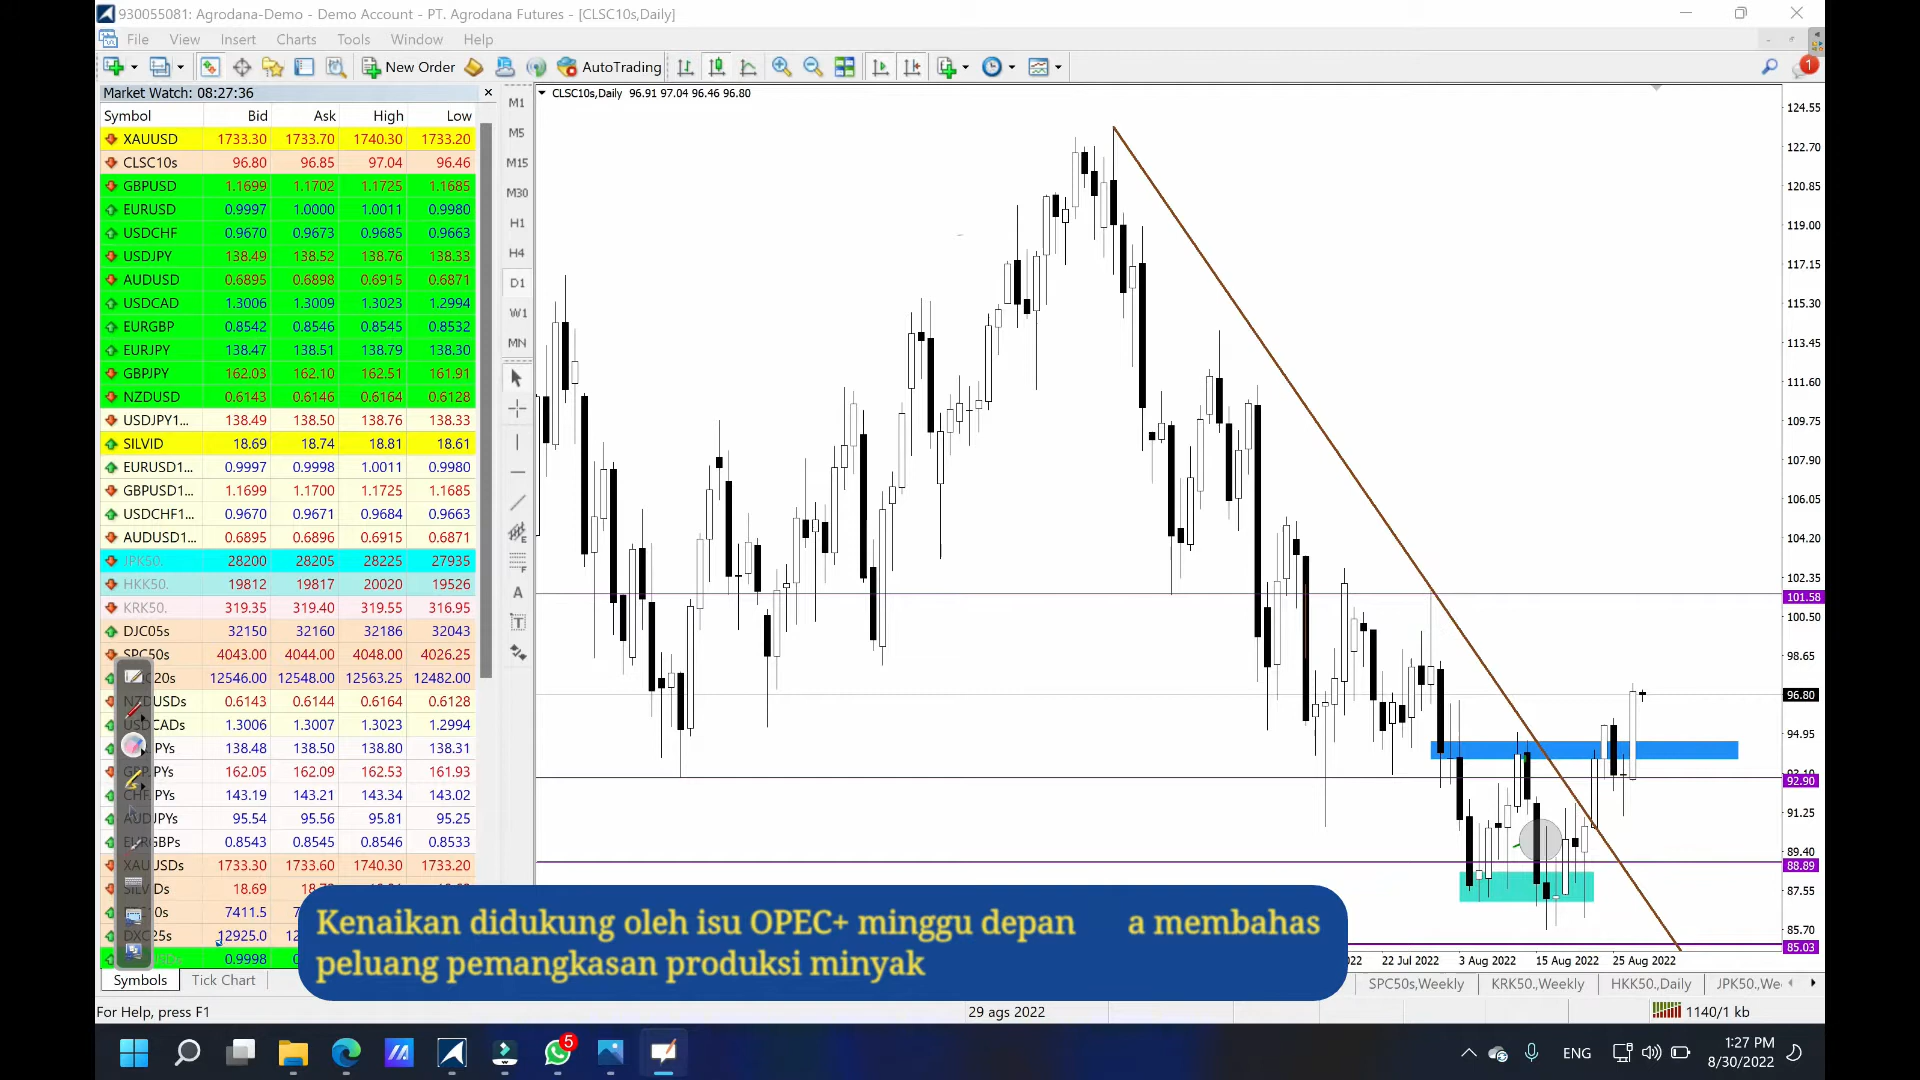 930055081: Agrodana-Demo - Demo Account - PT. Agrodana Futures - [CLSC10s,Daily]
File View Insert Charts Tools Window Help
New Order AutoTrading 1
Market Watch: 08:27:36
Symbol Bid Ask High Low
XAUUSD 1733.30 1733.70 1740.30 1733.20
CLSC10s 96.80 96.85 97.04 96.46
GBPUSD 1.1699 1.1702 1.1725 1.1685
EURUSD 0.9997 1.0000 1.0011 0.9980
USDCHF 0.9670 0.9673 0.9685 0.9663
USDJPY 138.49 138.52 138.76 138.33
AUDUSD 0.6895 0.6898 0.6915 0.6871
USDCAD 1.3006 1.3009 1.3023 1.2994
EURGBP 0.8542 0.8546 0.8545 0.8532
EURJPY 138.47 138.51 138.79 138.30
GBPJPY 162.03 162.10 162.51 161.91
NZDUSD 0.6143 0.6146 0.6164 0.6128
USDJPY1... 138.49 138.50 138.76 138.33
SILVID 18.69 18.74 18.81 18.61
EURUSD1... 0.9997 0.9998 1.0011 0.9980
GBPUSD1... 1.1699 1.1700 1.1725 1.1685
USDCHF1... 0.9670 0.9671 0.9684 0.9663
AUDUSD1... 0.6895 0.6896 0.6915 0.6871
JPK50. 28200 28205 28225 27935
HKK50. 19812 19817 20020 19526
KRK50. 319.35 319.40 319.55 316.95
DJC05s 32150 32160 32186 32043
SPC50s 4043.00 4044.00 4048.00 4026.25
20s 12546.00 12548.00 12563.25 12482.00
NZDUSDs 0.6143 0.6144 0.6164 0.6128
USDCADs 1.3006 1.3007 1.3023 1.2994
PYs 138.48 138.50 138.80 138.31
PYs 162.05 162.09 162.53 161.93
PYs 143.19 143.21 143.34 143.02
AUDJPYs 95.54 95.56 95.81 95.25
EURGBPs 0.8543 0.8545 0.8546 0.8533
XAUUSDs 1733.30 1733.60 1740.30 1733.20
Ds 18.69
10s 7411.5
DXC25s 12925.0
0.9998
Symbols Tick Chart
M1
M5
M15
M30
H1
H4
D1
W1
MN
CLSC10s,Daily 96.91 97.04 96.46 96.80
124.55
122.70
120.85
119.00
117.15
115.30
113.45
111.60
109.75
107.90
106.05
104.20
102.35
101.58
100.50
98.65
96.80
94.95
92.90
91.25
89.40
88.89
87.55
85.70
85.03
22 Jul 2022 3 Aug 2022 15 Aug 2022 25 Aug 2022
Kenaikan didukung oleh isu OPEC+ minggu depan a membahas
peluang pemangkasan produksi minyak
SPC50s,Weekly KRK50.,Weekly HKK50.,Daily JPK50.,We
For Help, press F1 29 ags 2022 1140/1 kb
5 ENG 1:27 PM
8/30/2022